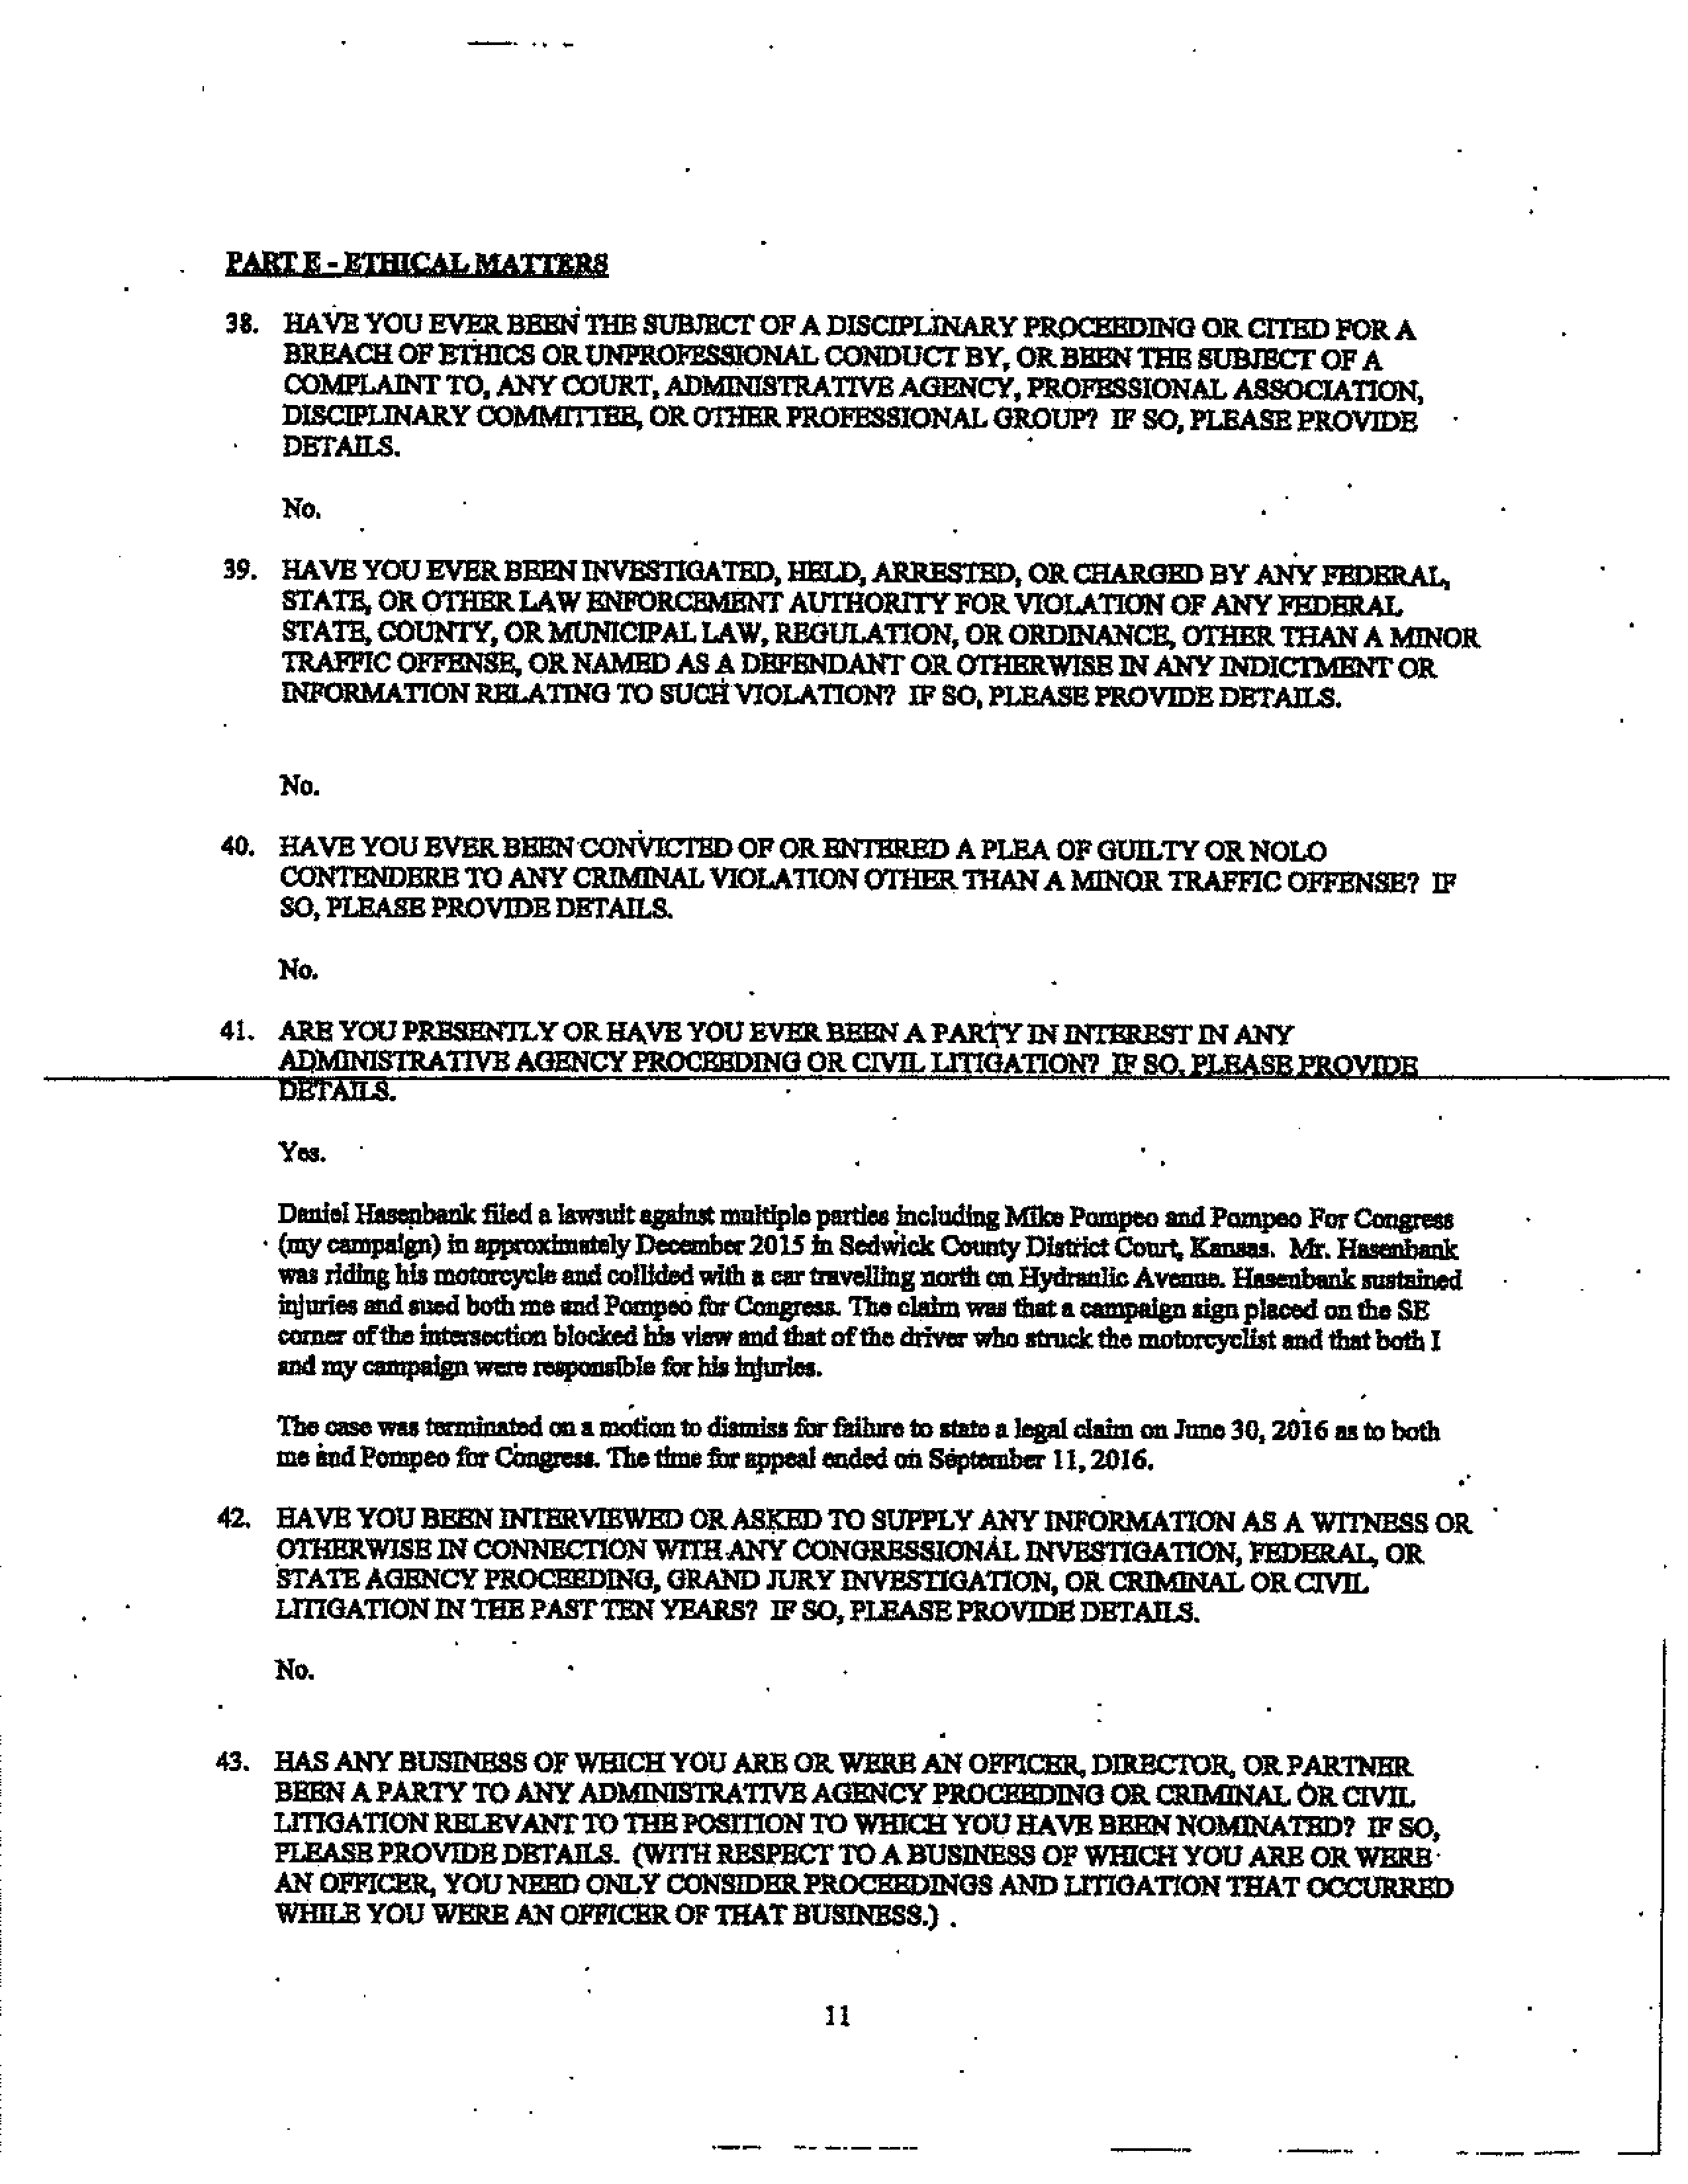 PART E - ETHICAL MATTERS
38. HAVE YOU EVER BEEN THE SUBJECT OF A DISCIPLINARY PROCEEDING OR CITED FOR A
BREACH OF ETHICS OR UNPROFESSIONAL CONDUCT BY, OR BEEN THE SUBJECT OF A
COMPLAINT TO, ANY COURT, ADMINISTRATIVE AGENCY, PROFESSIONAL ASSOCIATION,
DISCIPLINARY COMMITTEE, OR OTHER PROFESSIONAL GROUP? IF SO, PLEASE PROVIDE
DETAILS.
No.
39. HAVE YOU EVER BEEN INVESTIGATED, HELD, ARRESTED, OR CHARGED BY ANY FEDERAL,
STATE, OR OTHER LAW ENFORCEMENT AUTHORITY FOR VIOLATION OF ANY FEDERAL
STATE, COUNTY, OR MUNICIPAL LAW, REGULATION, OR ORDINANCE, OTHER THAN A MINOR
TRAFFIC OFFENSE, OR NAMED AS A DEFENDANT OR OTHERWISE IN ANY INDICTMENT OR
INFORMATION RELATING TO SUCH VIOLATION? IF SO, PLEASE PROVIDE DETAILS.
No.
40. HAVE YOU EVER BEEN CONVICTED OF OR ENTERED A PLEA OF GUILTY OR NOLO
CONTENDERE TO ANY CRIMINAL VIOLATION OTHER THAN A MINOR TRAFFIC OFFENSE? IF
SO, PLEASE PROVIDE DETAILS.
No.
41. ARE YOU PRESENTLY OR HAVE YOU EVER BEEN A PARTY IN INTEREST IN ANY
ADMINISTRATIVE AGENCY PROCEEDING OR CIVIL LITIGATION? IF SO, PLEASE PROVIDE
DETAILS.
Yes.
Daniel Hasenbank filed a lawsuit against multiple parties including Mike Pompeo and Pompeo For Congress
(my campaign) in approximately December 2015 in Sedwick County District Court, Kansas. Mr. Hasenbank
was riding his motorcycle and collided with a car travelling north on Hydraulic Avenue. Hasenbank sustained
injuries and sued both me and Pompeo for Congress. The claim was that a campaign sign placed on the SE
corner of the intersection blocked his view and that of the driver who struck the motorcyclist and that both I
and my campaign were responsible for his injuries.
The case was terminated on a motion to dismiss for failure to state a legal claim on June 30, 2016 as to both
me and Pompeo for Congress. The time for appeal ended on September 11, 2016.
42. HAVE YOU BEEN INTERVIEWED OR ASKED TO SUPPLY ANY INFORMATION AS A WITNESS OR
OTHERWISE IN CONNECTION WITH ANY CONGRESSIONAL INVESTIGATION, FEDERAL, OR
STATE AGENCY PROCEEDING, GRAND JURY INVESTIGATION, OR CRIMINAL OR CIVIL
LITIGATION IN THE PAST TEN YEARS? IF SO, PLEASE PROVIDE DETAILS.
No.
43. HAS ANY BUSINESS OF WHICH YOU ARE OR WERE AN OFFICER, DIRECTOR, OR PARTNER
BEEN A PARTY TO ANY ADMINISTRATIVE AGENCY PROCEEDING OR CRIMINAL OR CIVIL
LITIGATION RELEVANT TO THE POSITION TO WHICH YOU HAVE BEEN NOMINATED? IF SO,
PLEASE PROVIDE DETAILS. (WITH RESPECT TO A BUSINESS OF WHICH YOU ARE OR WERE
AN OFFICER, YOU NEED ONLY CONSIDER PROCEEDINGS AND LITIGATION THAT OCCURRED
WHILE YOU WERE AN OFFICER OF THAT BUSINESS.) .
11